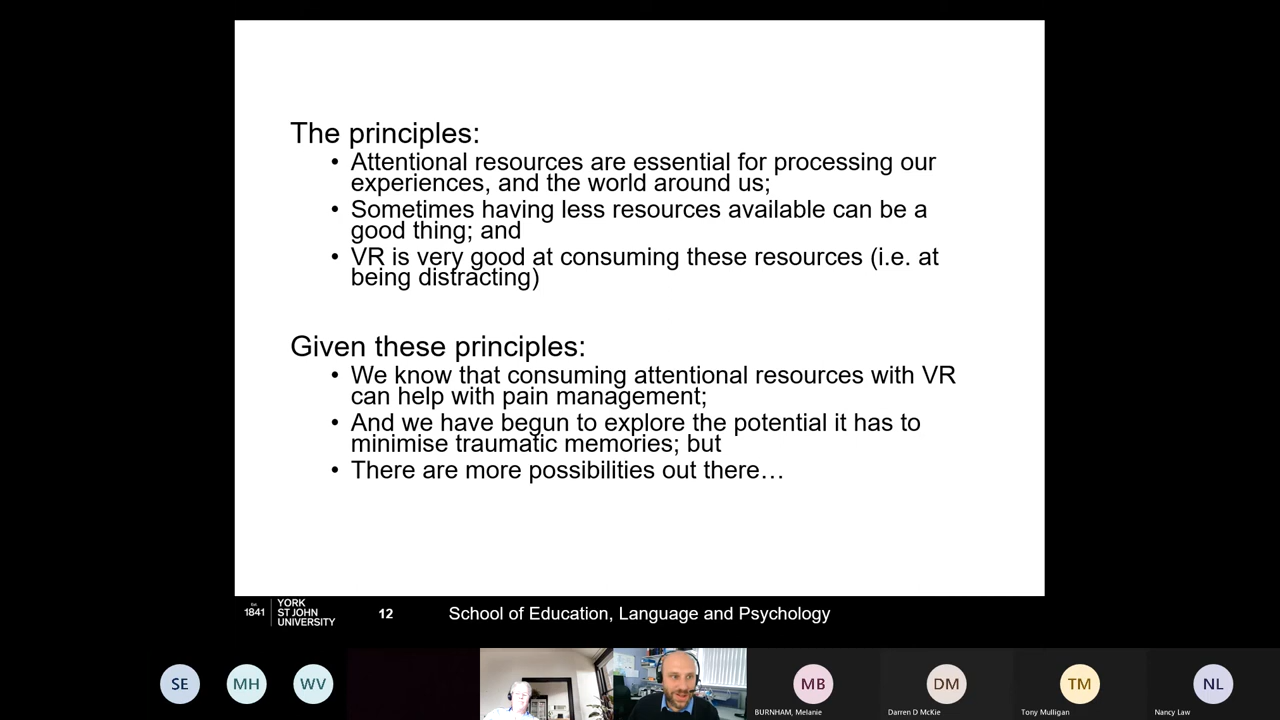 The principles:
• Attentional resources are essential for processing our
experiences, and the world around us;
• Sometimes having less resources available can be a
good thing; and
• VR is very good at consuming these resources (i.e. at
being distracting)
Given these principles:
• We know that consuming attentional resources with VR
can help with pain management;
• And we have begun to explore the potential it has to
minimise traumatic memories; but
• There are more possibilities out there…
Est.
1841
YORK
ST JOHN
UNIVERSITY
12
School of Education, Language and Psychology
SE
MH
WV
MB
BURNHAM, Melanie
DM
Darren D McKie
TM
Tony Mulligan
NL
Nancy Law